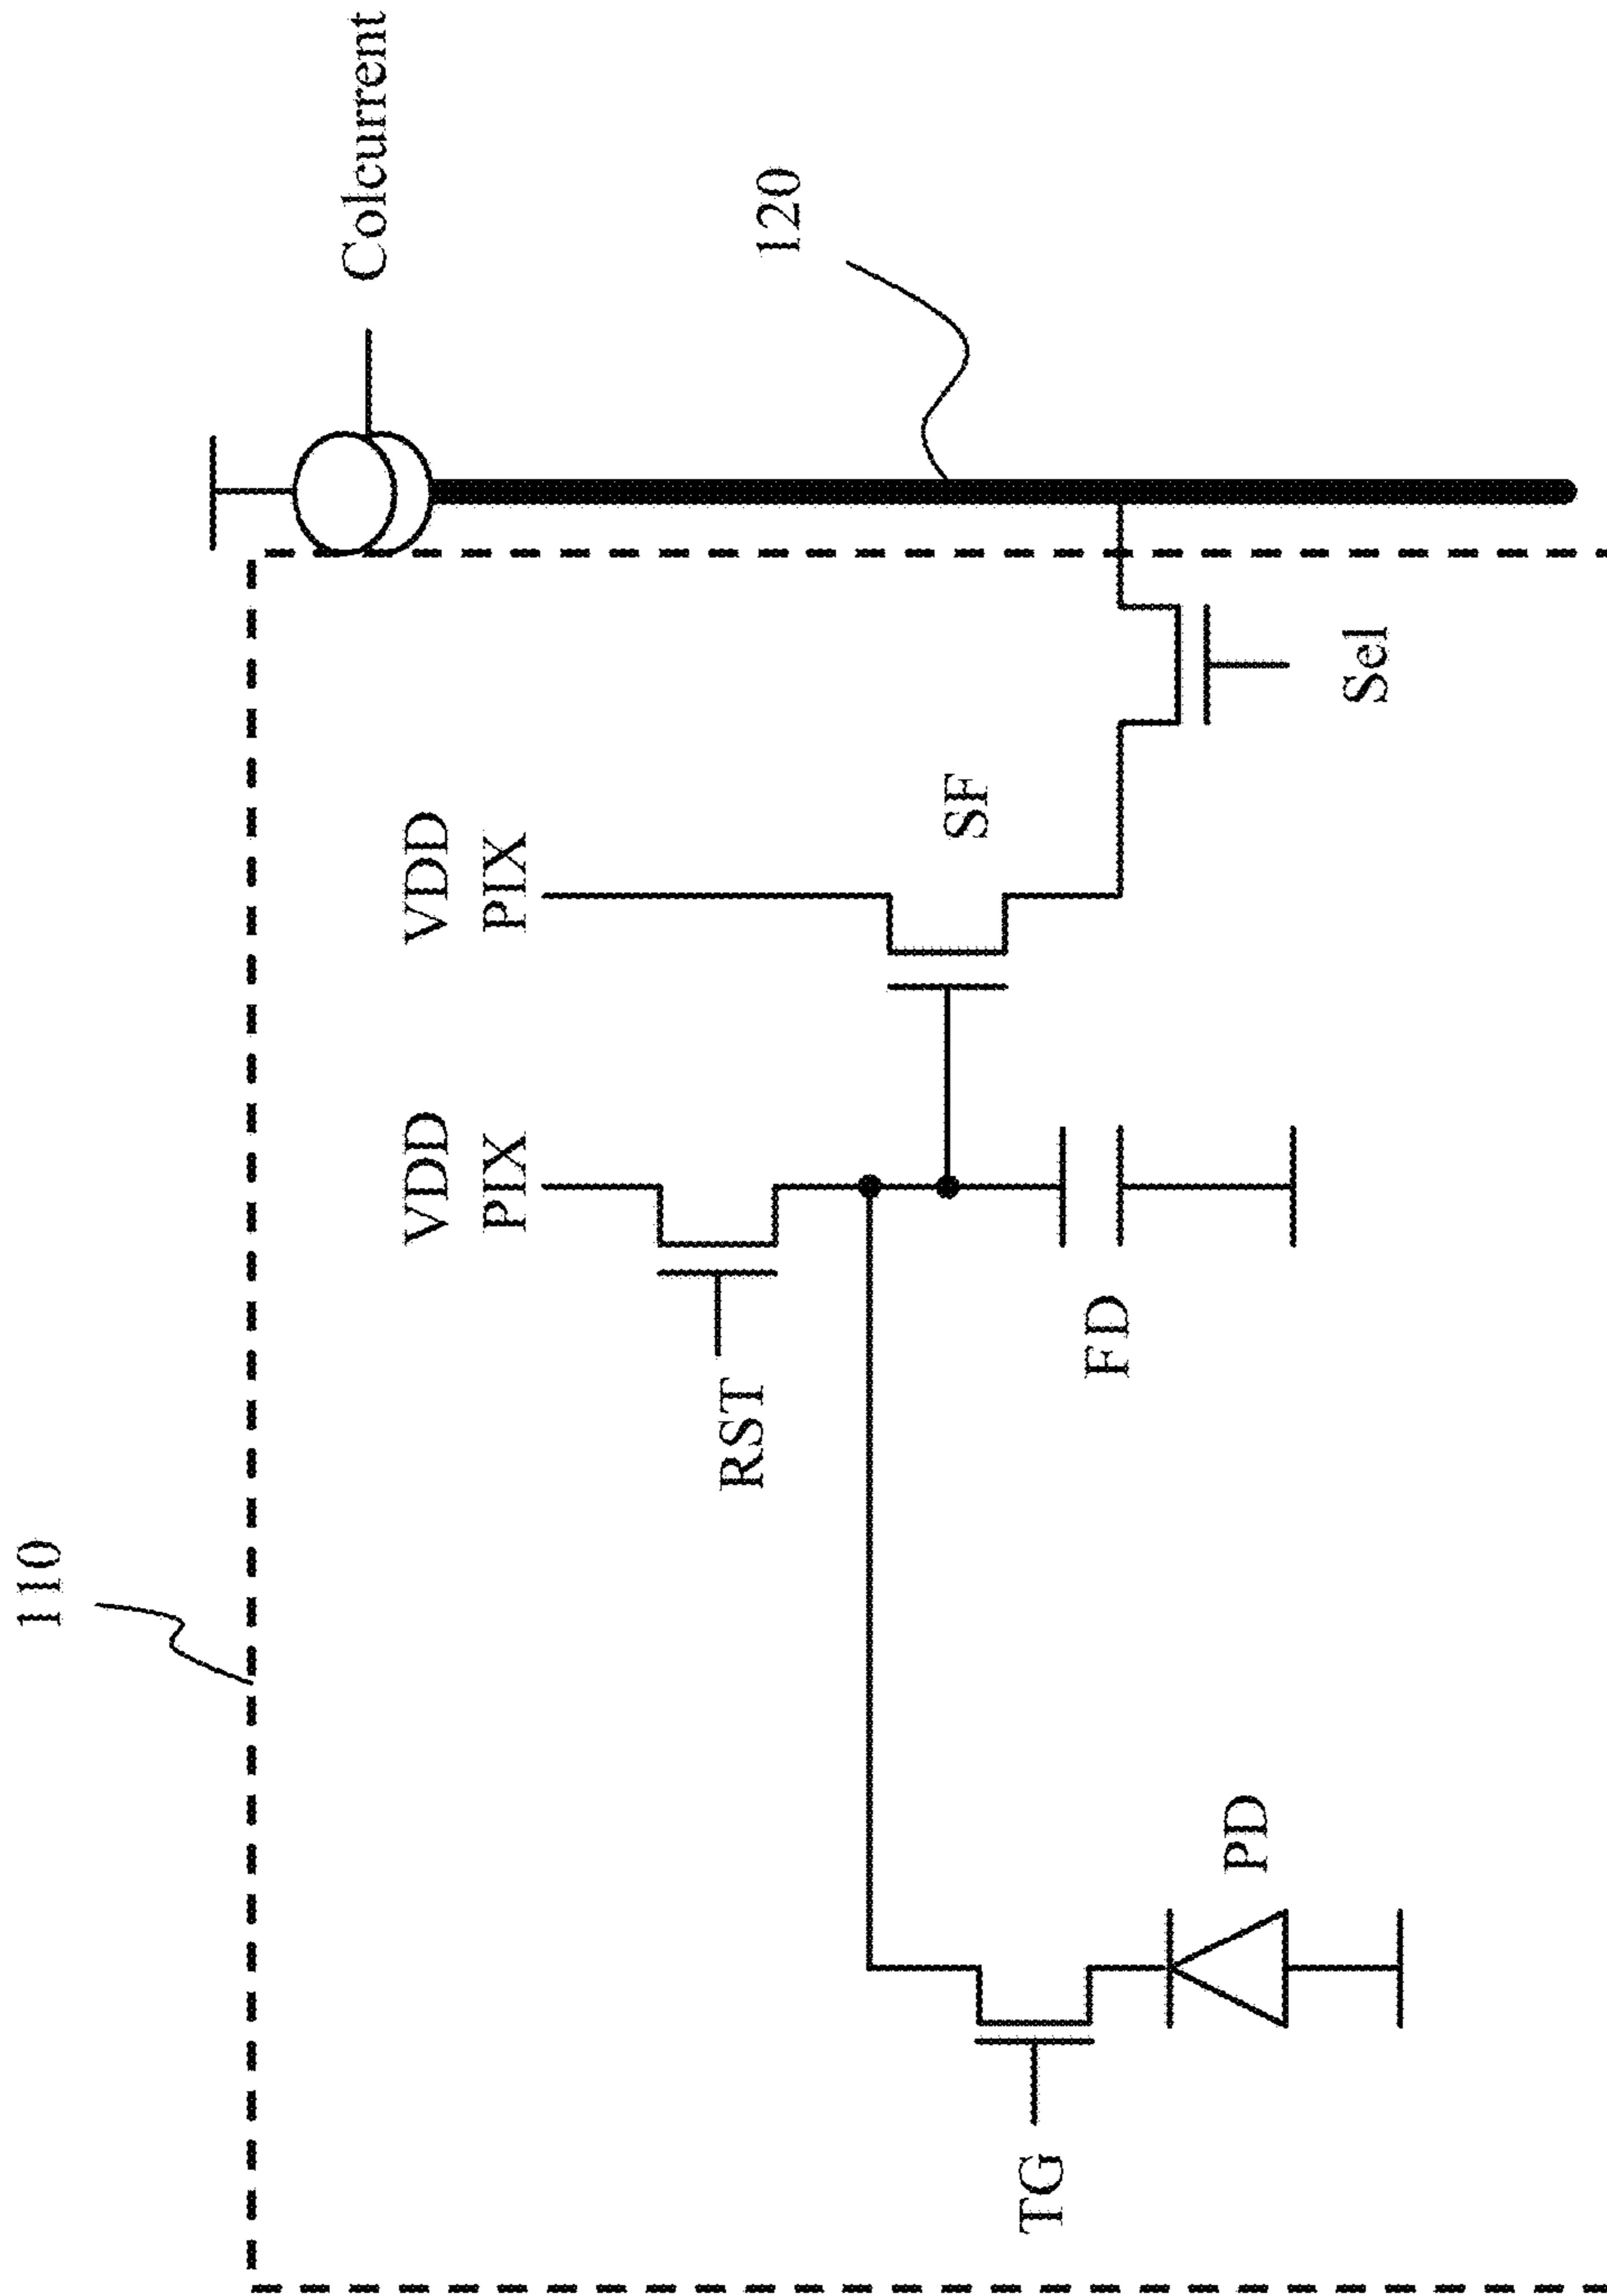 110
Colcurrent
120
VDD
PIX
VDD
PIX
RST
SF
TG
FD
Sel
PD